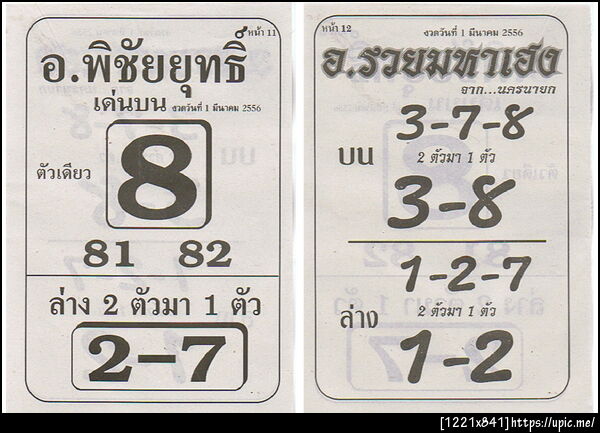 หน้า 11
อ.พิชัยยุทธิ์
เด่นบน งวดวันที่ 1 มีนาคม 2556
ตัวเดียว
8
81 82
ล่าง 2 ตัวมา 1 ตัว
2-7
หน้า 12
งวดวันที่ 1 มีนาคม 2556
อ.รวยมหาเฮง
จาก...นครนายก
3-7-8
บน
2 ตัวมา 1 ตัว
3-8
1-2-7
ล่าง
2 ตัวมา 1 ตัว
1-2
[1221x841]https://upic.me/